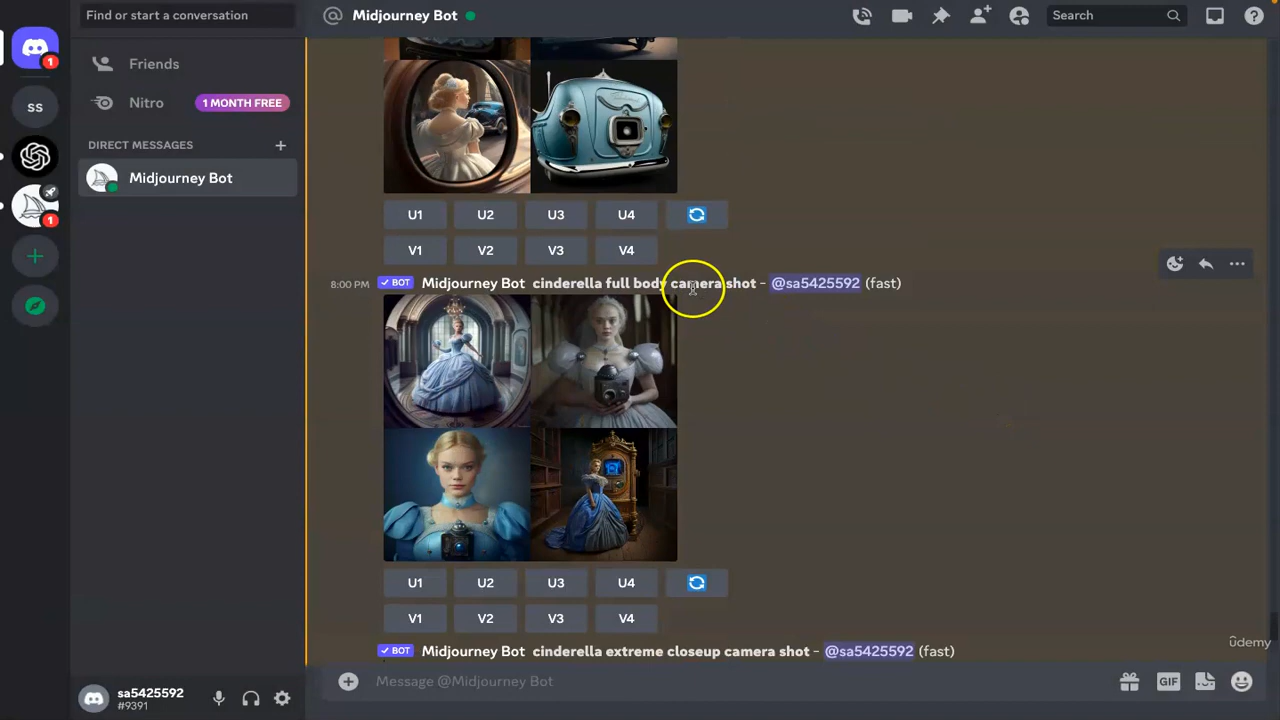 Find or start a conversation
Midjourney Bot
Search
1
Friends
SS
Nitro
1 MONTH FREE
DIRECT MESSAGES
Midjourney Bot
1
U1 U2 U3 U4
V1 V2 V3 V4
8:00 PM BOT Midjourney Bot cinderella full body camera shot - @sa5425592 (fast)
U1 U2 U3 U4
V1 V2 V3 V4
BOT Midjourney Bot cinderella extreme closeup camera shot - @sa5425592 (fast)
Message @Midjourney Bot
GIF
sa5425592
#9391
ûdemy